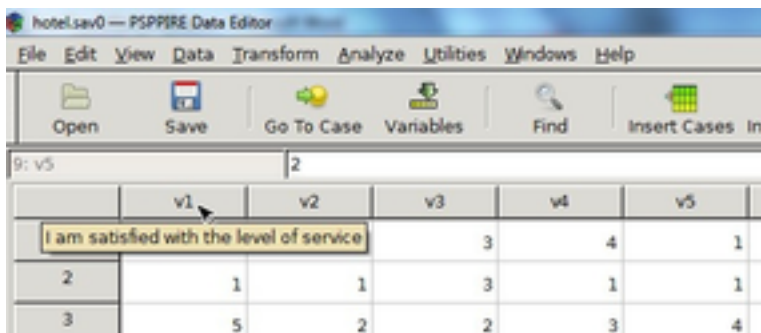 hotel.sav0 — PSPPIRE Data Editor
File Edit View Data Transform Analyze Utilities Windows Help
Open Save Go To Case Variables Find Insert Cases
9: v5 2
v1 v2 v3 v4 v5
I am satisfied with the level of service 3 4 1
2 1 1 3 1 1
3 5 2 2 3 4